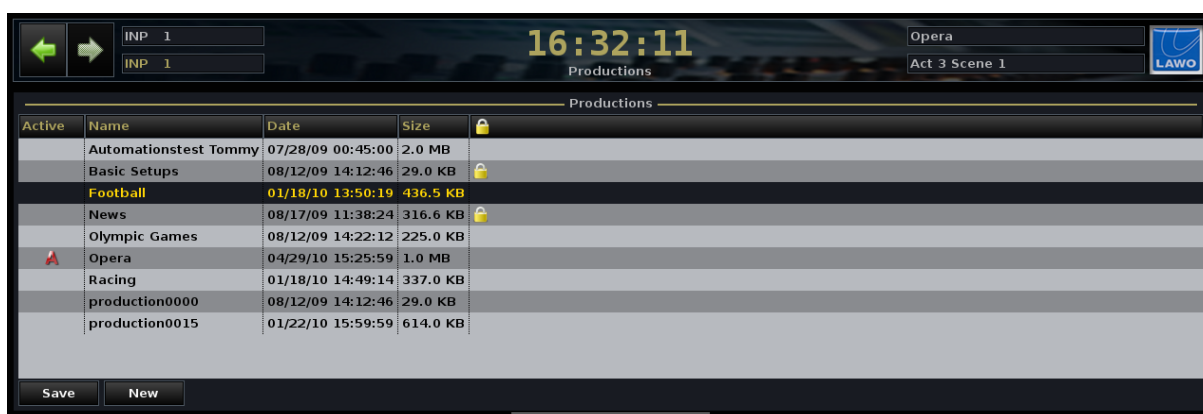 INP 1
INP 1
16:32:11
Productions
Opera
Act 3 Scene 1
LAWO
Productions
Active Name Date Size
Automationstest Tommy 07/28/09 00:45:00 2.0 MB
Basic Setups 08/12/09 14:12:46 29.0 KB
Football 01/18/10 13:50:19 436.5 KB
News 08/17/09 11:38:24 316.6 KB
Olympic Games 08/12/09 14:22:12 225.0 KB
Opera 04/29/10 15:25:59 1.0 MB
Racing 01/18/10 14:49:14 337.0 KB
production0000 08/12/09 14:12:46 29.0 KB
production0015 01/22/10 15:59:59 614.0 KB
Save New